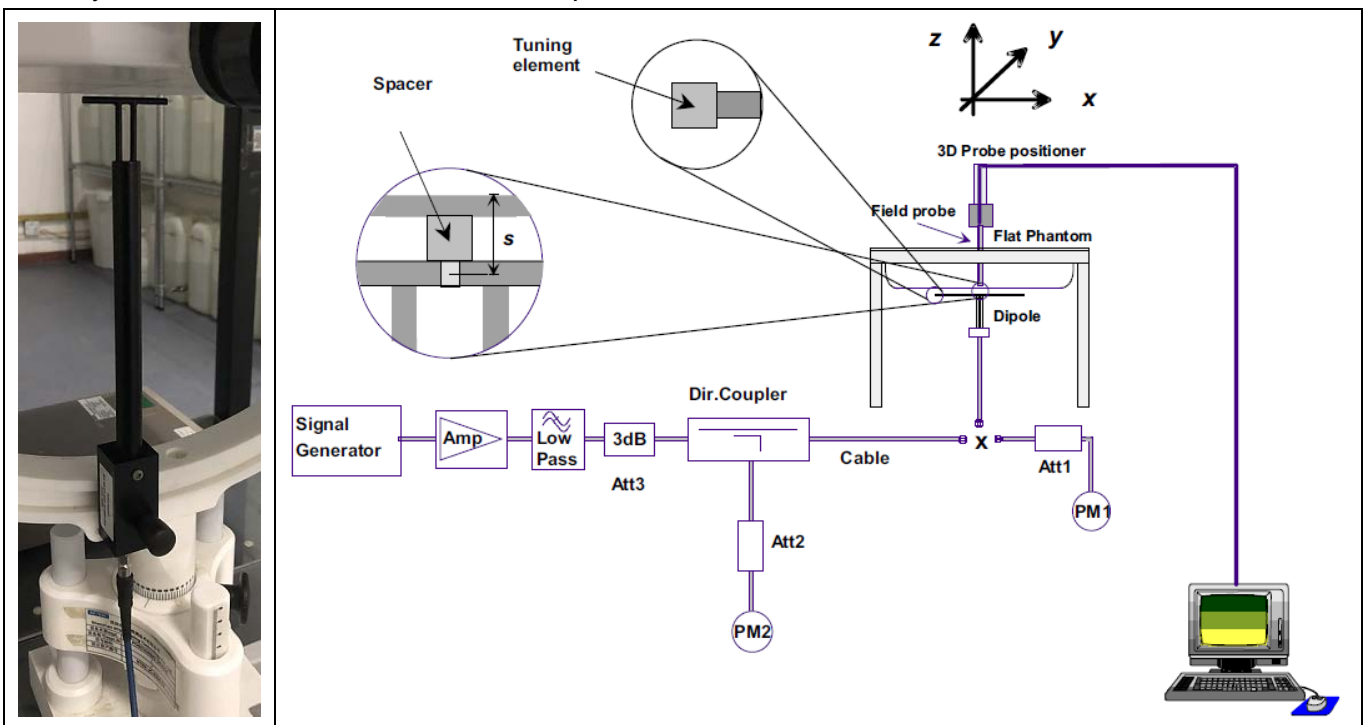 Tuning
element
Spacer
s
z
y
x
3D Probe positioner
Field probe
Flat Phantom
Dipole
Dir.Coupler
Signal
Generator
Amp
Low
Pass
3dB
Att3
Cable
x
Att1
PM1
Att2
PM2